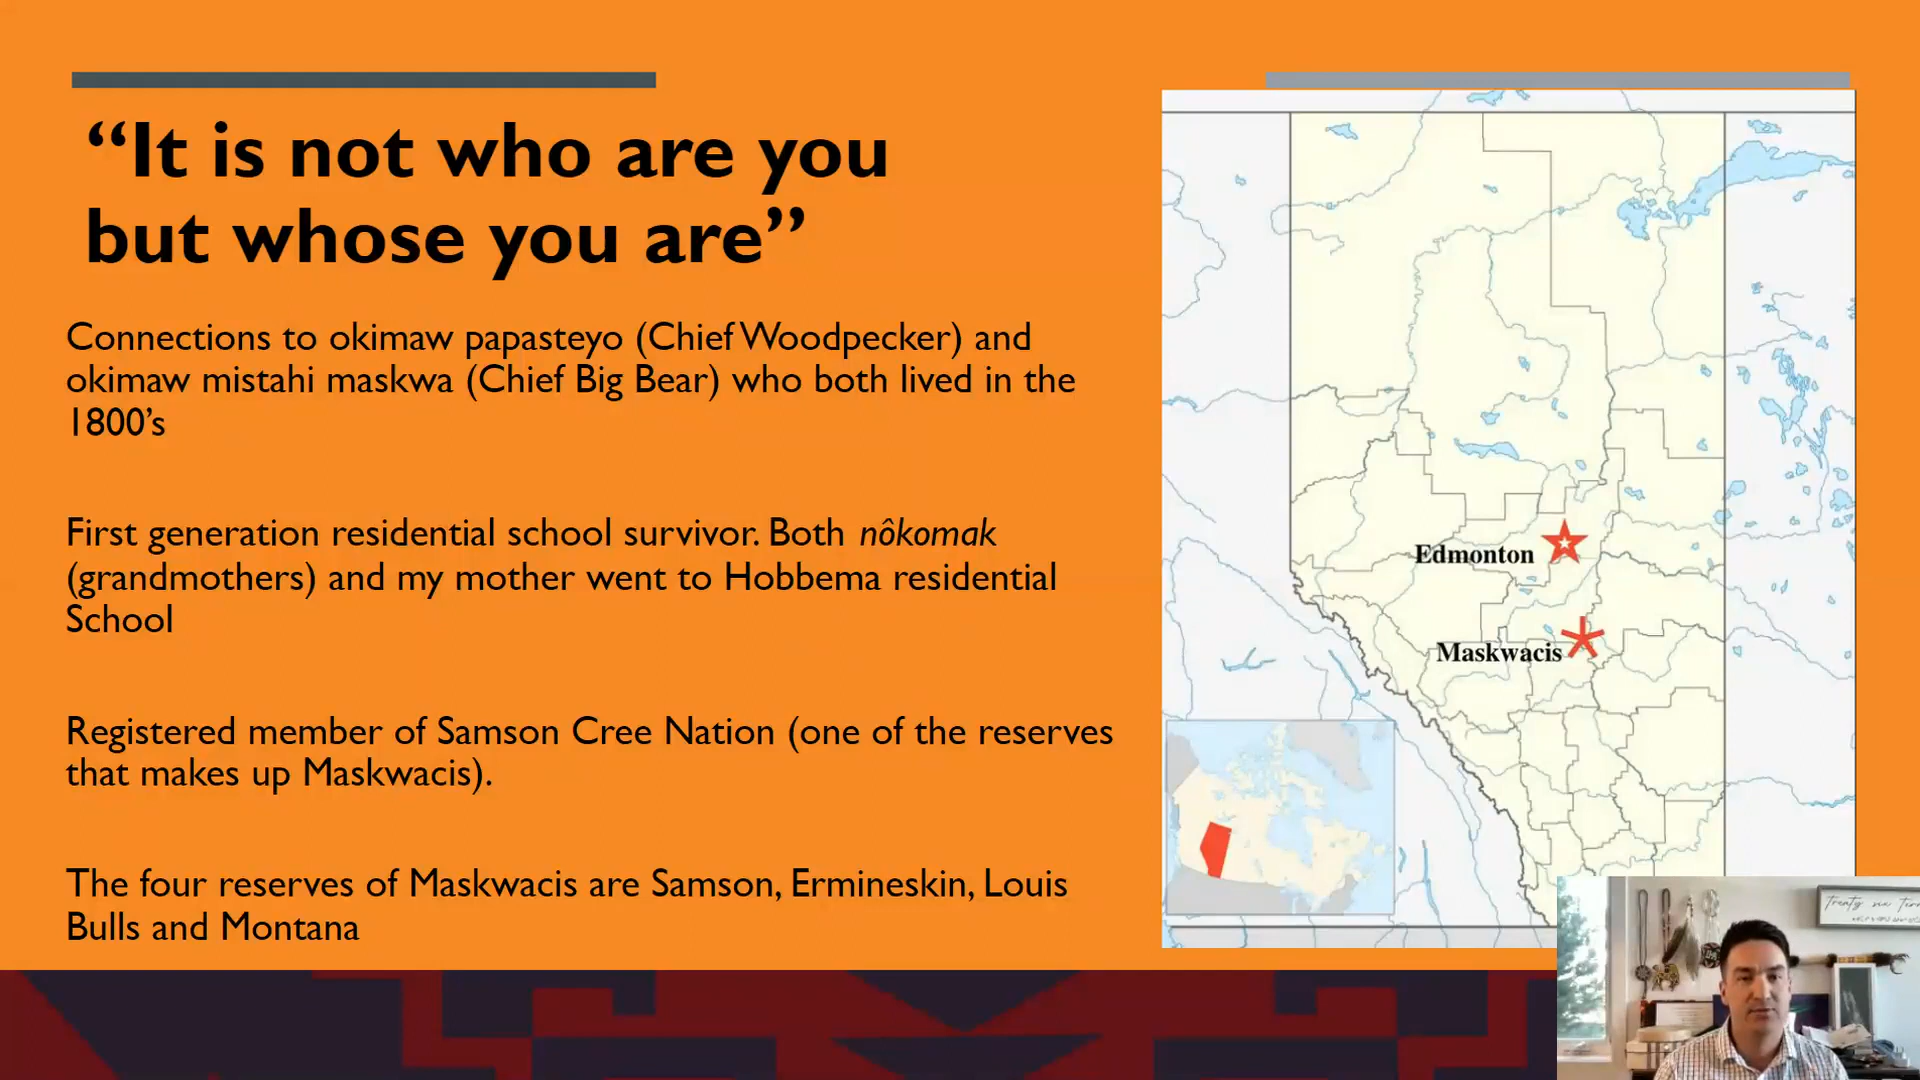 “It is not who are you
but whose you are”
Connections to okimaw papasteyo (Chief Woodpecker) and
okimaw mistahi maskwa (Chief Big Bear) who both lived in the
1800’s
First generation residential school survivor. Both nôkomak
(grandmothers) and my mother went to Hobbema residential
School
Registered member of Samson Cree Nation (one of the reserves
that makes up Maskwacis).
The four reserves of Maskwacis are Samson, Ermineskin, Louis
Bulls and Montana
Edmonton
Maskwacis
Treaty six